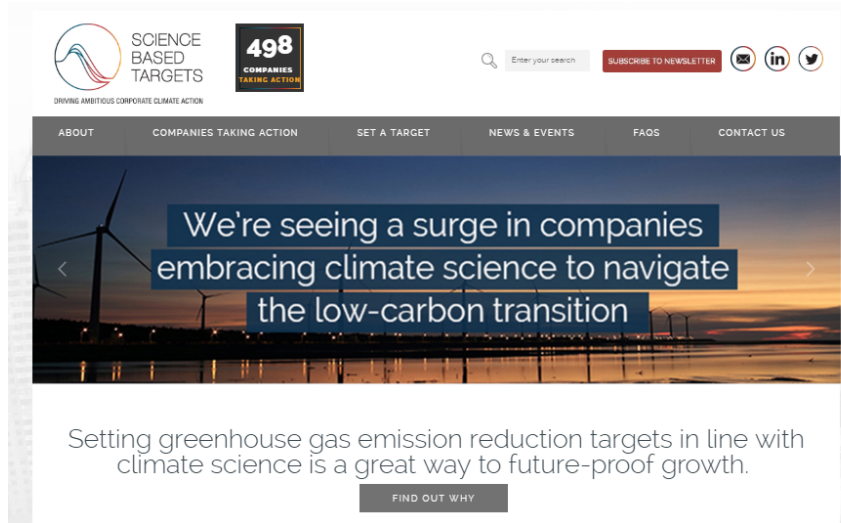 SCIENCE
BASED
TARGETS
DRIVING AMBITIOUS CORPORATE CLIMATE ACTION
498
COMPANIES
TAKING ACTION
Enter your search
SUBSCRIBE TO NEWSLETTER
in
ABOUT COMPANIES TAKING ACTION SET A TARGET NEWS & EVENTS FAQS CONTACT US
We're seeing a surge in companies
embracing climate science to navigate
the low-carbon transition
Setting greenhouse gas emission reduction targets in line with
climate science is a great way to future-proof growth.
FIND OUT WHY